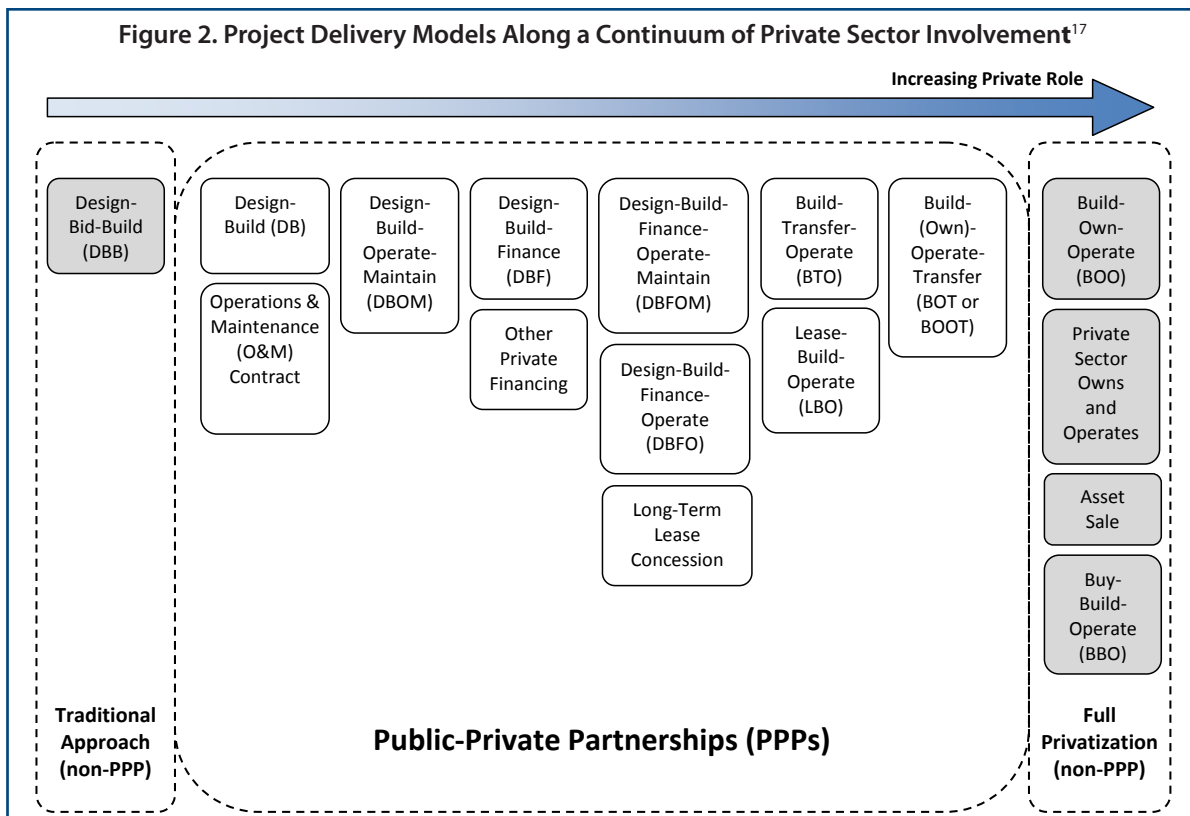 Figure 2. Project Delivery Models Along a Continuum of Private Sector Involvement17
Increasing Private Role
Design-
Bid-Build
(DBB)
Traditional
Approach
(non-PPP)
Design-
Build (DB)
Operations &
Maintenance
(O&M)
Contract
Design-
Build-
Operate-
Maintain
(DBOM)
Design-
Build-
Finance
(DBF)
Other
Private
Financing
Design-Build-
Finance-
Operate-
Maintain
(DBFOM)
Design-Build-
Finance-
Operate
(DBFO)
Long-Term
Lease
Concession
Build-
Transfer-
Operate
(BTO)
Lease-
Build-
Operate
(LBO)
Build-
(Own)-
Operate-
Transfer
(BOT or
BOOT)
Public-Private Partnerships (PPPs)
Build-
Own-
Operate
(BOO)
Private
Sector
Owns
and
Operates
Asset
Sale
Buy-
Build-
Operate
(BBO)
Full
Privatization
(non-PPP)